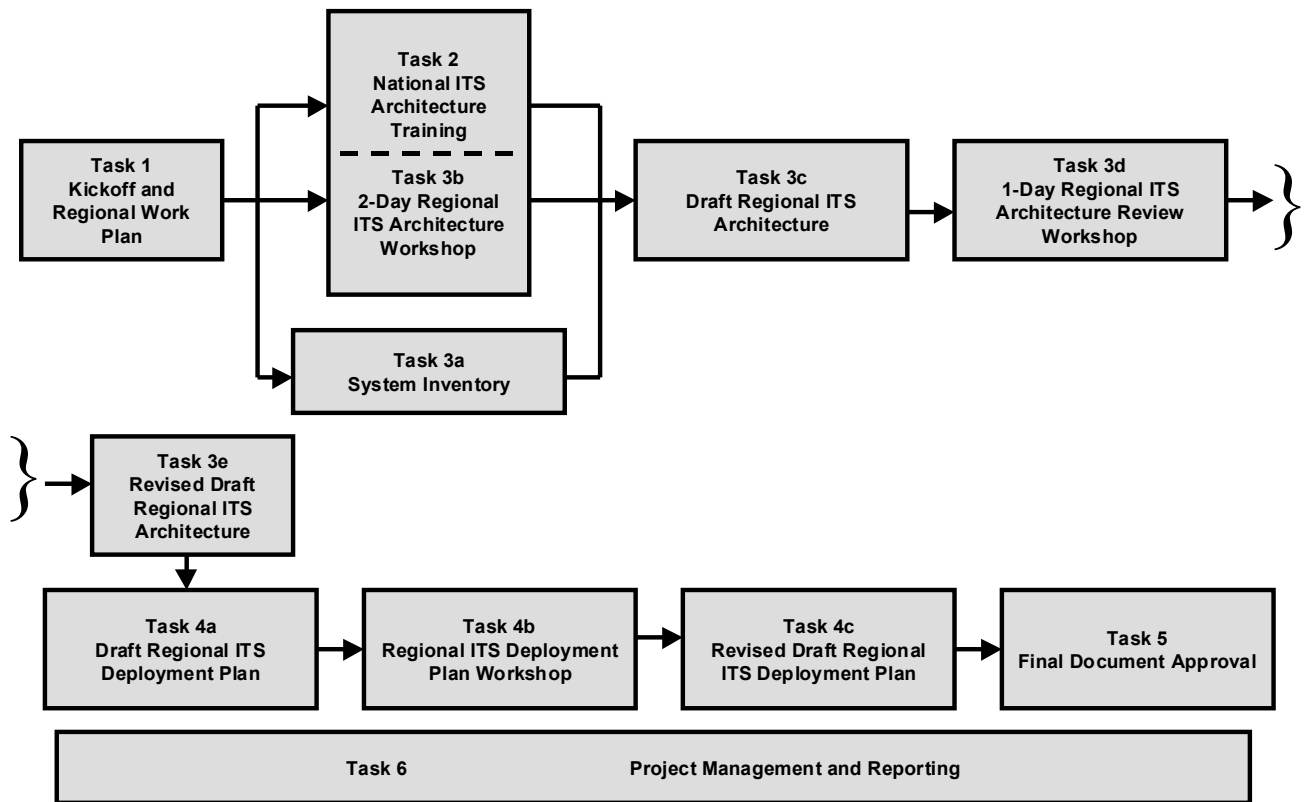 Task 1
Kickoff and
Regional Work
Plan
Task 2
National ITS
Architecture
Training
Task 3b
2-Day Regional
ITS Architecture
Workshop
Task 3a
System Inventory
Task 3c
Draft Regional ITS
Architecture
Task 3d
1-Day Regional ITS
Architecture Review
Workshop
}
}
Task 3e
Revised Draft
Regional ITS
Architecture
Task 4a
Draft Regional ITS
Deployment Plan
Task 4b
Regional ITS Deployment
Plan Workshop
Task 4c
Revised Draft Regional
ITS Deployment Plan
Task 5
Final Document Approval
Task 6 Project Management and Reporting